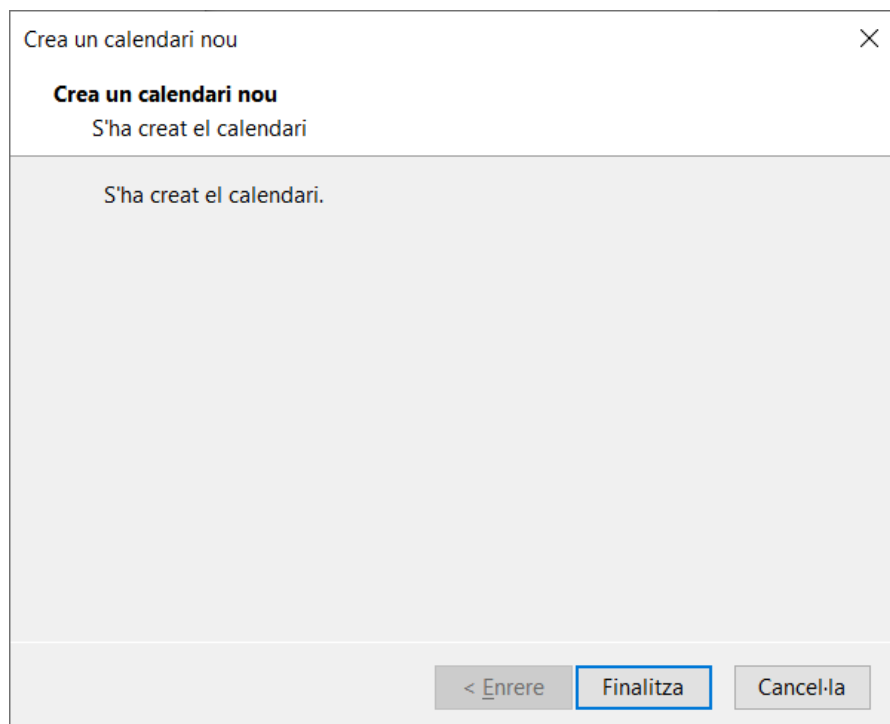 Crea un calendari nou
Crea un calendari nou
S'ha creat el calendari
S'ha creat el calendari.
< Enrere
Finalitza
Cancel·la